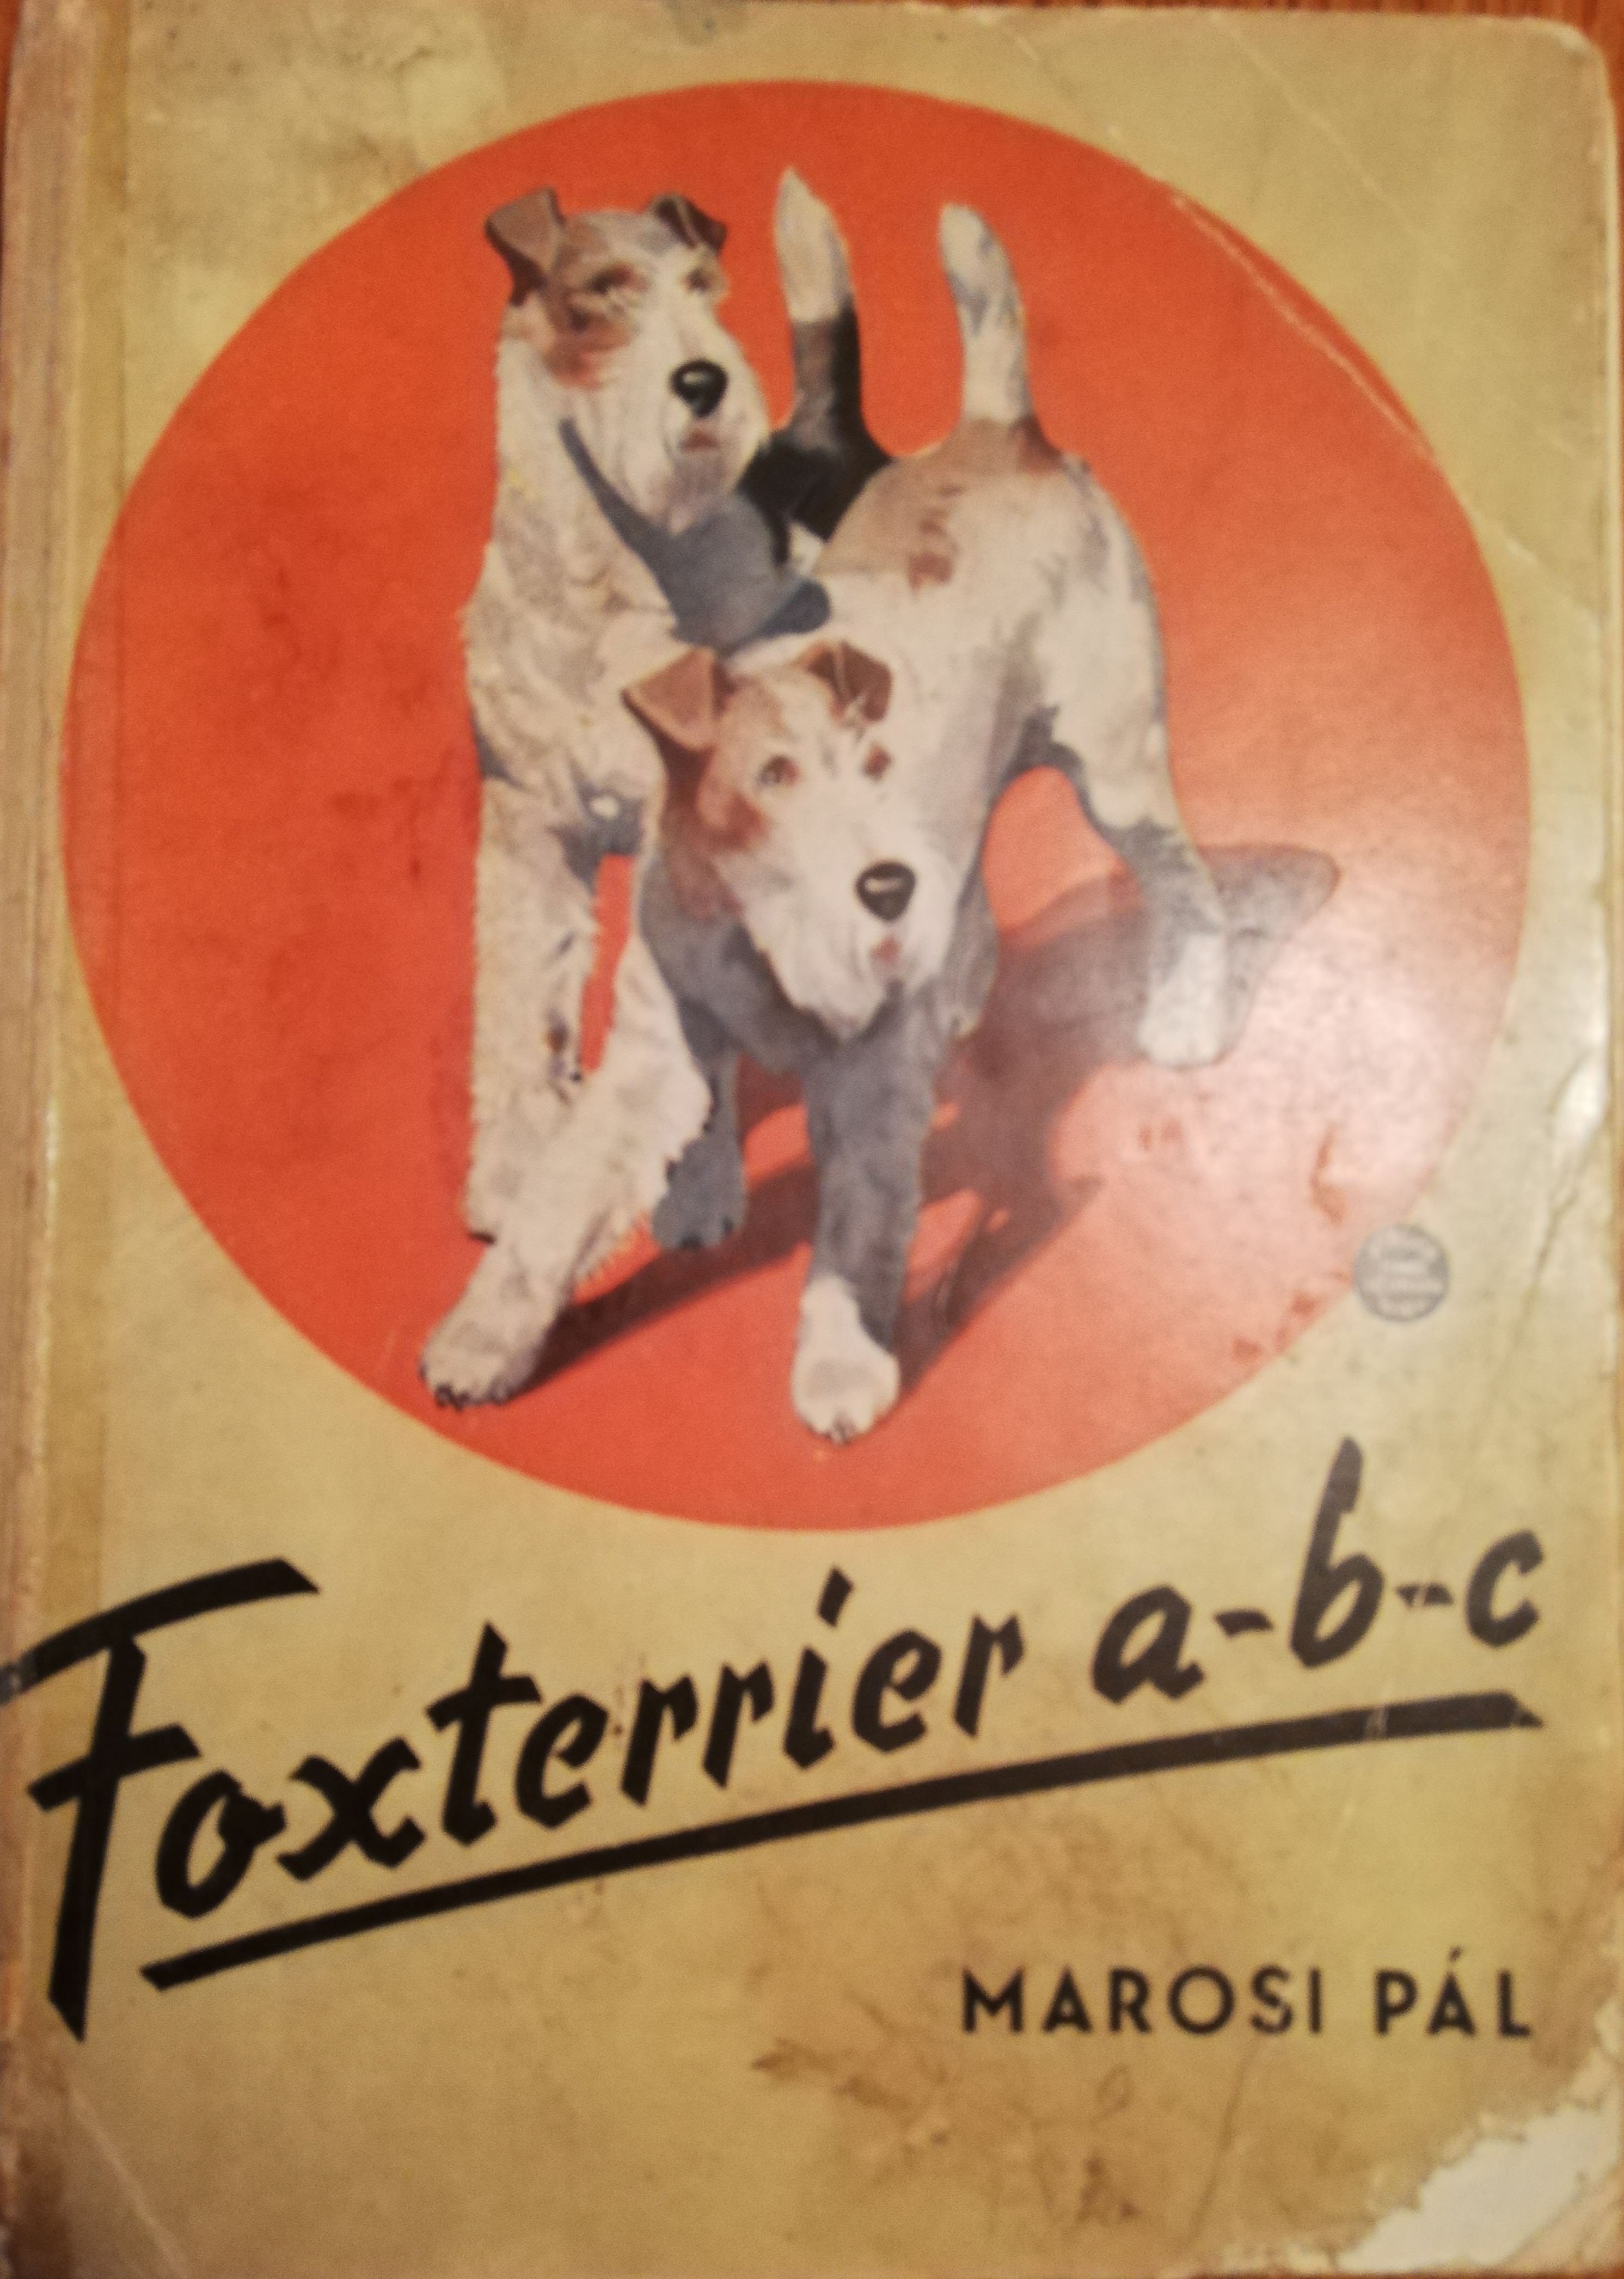 Foxterrier a-b-c
MAROSI PÁL